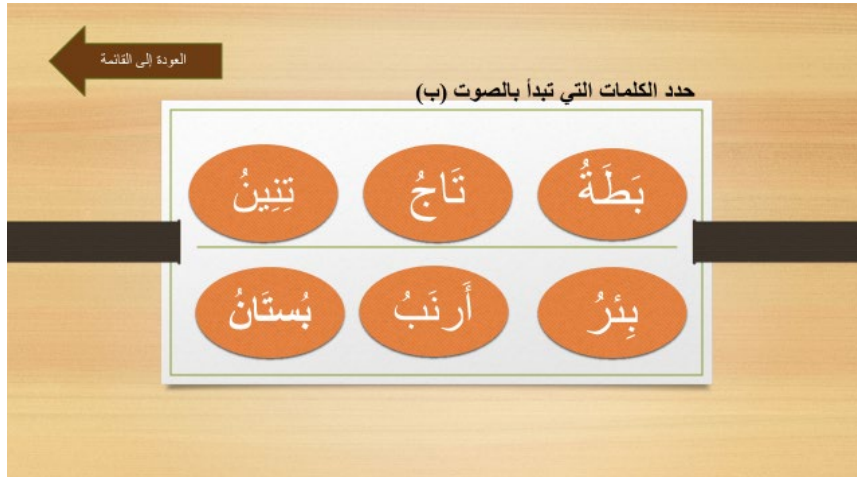 العودة إلى القائمة
حدد الكلمات التي تبدأ بالصوت (ب)
بَطَةُ تَاجُ تِنِينُ
بِئرُ أَرنَبُ بُستَانُ